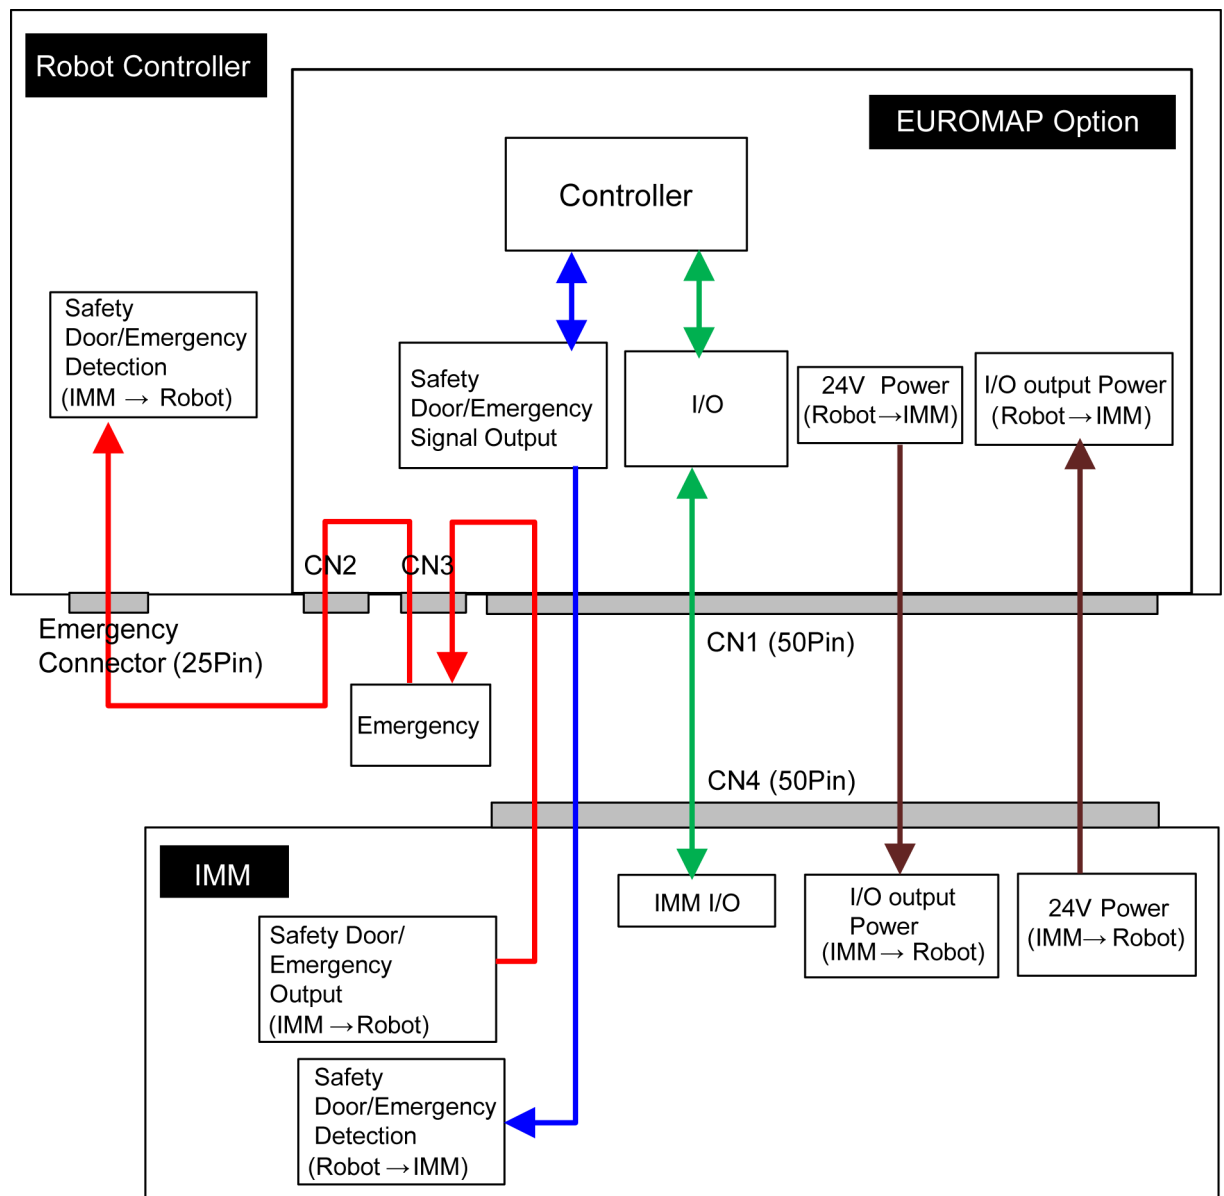 Robot Controller
EUROMAP Option
Controller
Safety
Door/Emergency
Detection
(IMM → Robot)
Safety
Door/Emergency
Signal Output
I/O
24V Power
(Robot→IMM)
I/O output Power
(Robot→IMM)
CN2
CN3
Emergency
Connector (25Pin)
CN1 (50Pin)
Emergency
CN4 (50Pin)
IMM
Safety Door/
Emergency
Output
(IMM →Robot)
IMM I/O
I/O output
Power
(IMM→ Robot)
24V Power
(IMM→ Robot)
Safety
Door/Emergency
Detection
(Robot →IMM)